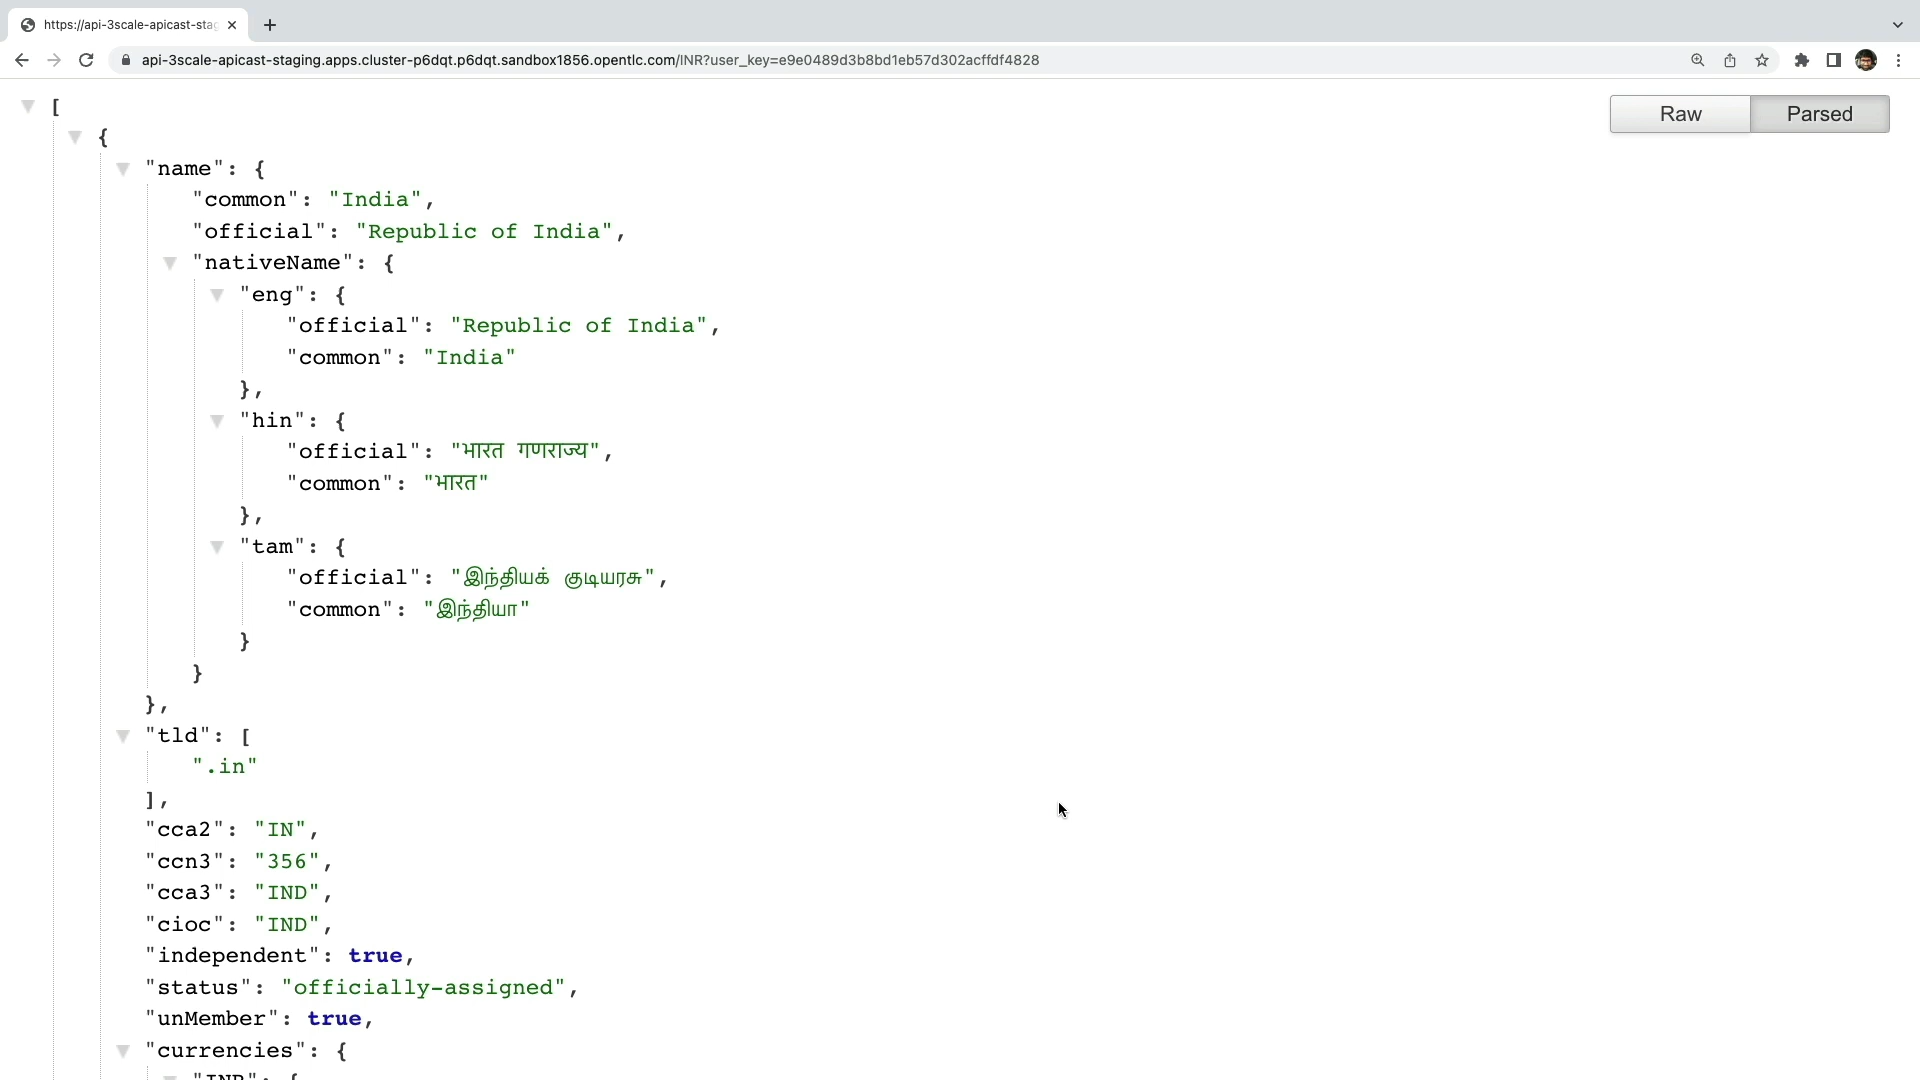 https://api-3scale-apicast-stag
api-3scale-apicast-staging.apps.cluster-p6dqt.p6dqt.sandbox1856.opentlc.com/INR?user_key=e9e0489d3b8bd1eb57d302acffdf4828
Raw Parsed
[
{
"name": {
"common": "India",
"official": "Republic of India",
"nativeName": {
"eng": {
"official": "Republic of India",
"common": "India"
},
"hin": {
"official": "भारत गणराज्य",
"common": "भारत"
},
"tam": {
"official": "இந்தியக் குடியரசு",
"common": "இந்தியா"
}
}
},
"tld": [
".in"
],
"cca2": "IN",
"ccn3": "356",
"cca3": "IND",
"cioc": "IND",
"independent": true,
"status": "officially-assigned",
"unMember": true,
"currencies": {
"INR": {